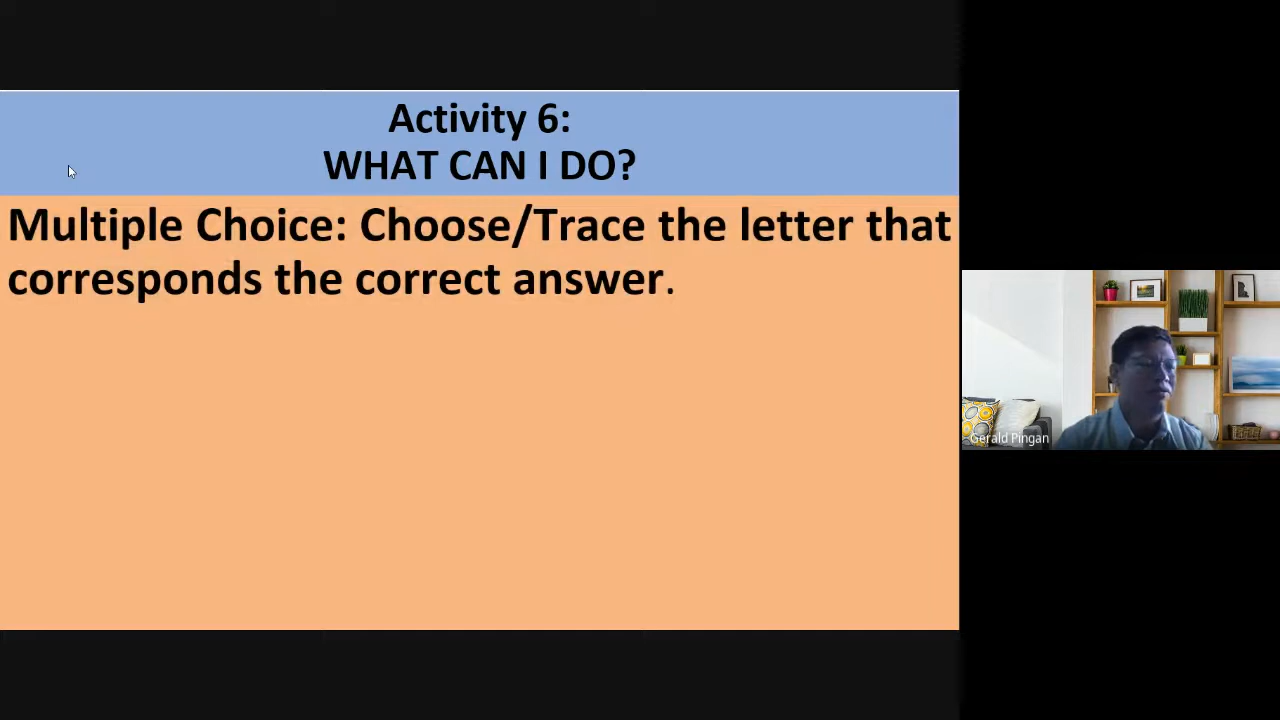 Activity 6:
WHAT CAN I DO?
Multiple Choice: Choose/Trace the letter that
corresponds the correct answer.
Gerald Pingan